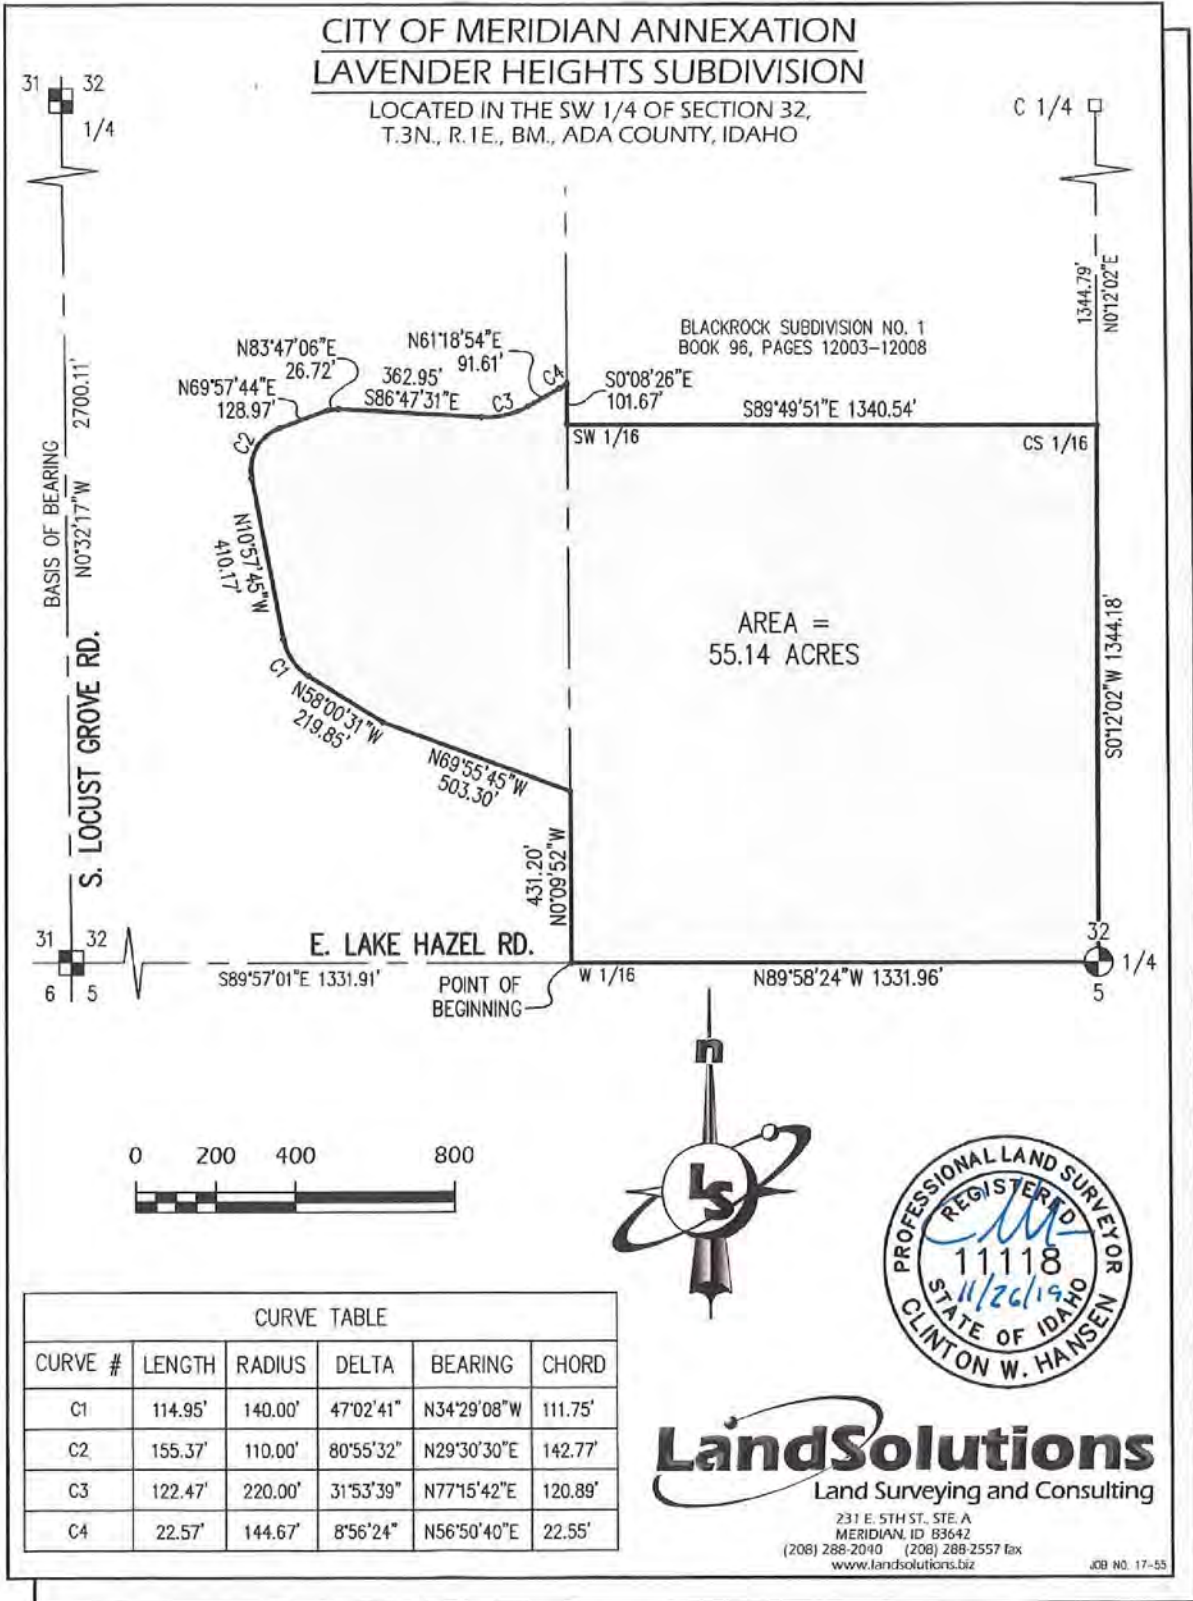 CITY OF MERIDIAN ANNEXATION
LAVENDER HEIGHTS SUBDIVISION
LOCATED IN THE SW 1/4 OF SECTION 32,
T.3N., R.1E., BM., ADA COUNTY, IDAHO
31 32
1/4
C 1/4
1344.79'
N0°12'02"E
BLACKROCK SUBDIVISION NO. 1
BOOK 96, PAGES 12003-12008
N83°47'06"E
26.72'
N61°18'54"E
91.61'
N69°57'44"E
128.97'
362.95'
S86°47'31"E
C3
C4
S0°08'26"E
101.67'
S89°49'51"E 1340.54'
SW 1/16
CS 1/16
C2
BASIS OF BEARING
N0°32'17"W 2700.11'
N10°57'45"W
410.17'
AREA =
55.14 ACRES
S0°12'02"W 1344.18'
C1
N58°00'31"W
219.85'
N69°55'45"W
503.30'
S. LOCUST GROVE RD.
431.20'
N0°09'52"W
31 32
6 5
E. LAKE HAZEL RD.
S89°57'01"E 1331.91'
POINT OF
BEGINNING
W 1/16
N89°58'24"W 1331.96'
32
1/4
5
n
LS
0 200 400 800
PROFESSIONAL LAND SURVEYOR
REGISTERED
11118
11/26/19
STATE OF IDAHO
CLINTON W. HANSEN
CURVE TABLE
CURVE # LENGTH RADIUS DELTA BEARING CHORD
C1 114.95' 140.00' 47°02'41" N34°29'08"W 111.75'
C2 155.37' 110.00' 80°55'32" N29°30'30"E 142.77'
C3 122.47' 220.00' 31°53'39" N77°15'42"E 120.89'
C4 22.57' 144.67' 8°56'24" N56°50'40"E 22.55'
LandSolutions
Land Surveying and Consulting
231 E. 5TH ST., STE. A
MERIDIAN, ID 83642
(208) 288-2040 (208) 288-2557 fax
www.landsolutions.biz
JOB NO. 17-55